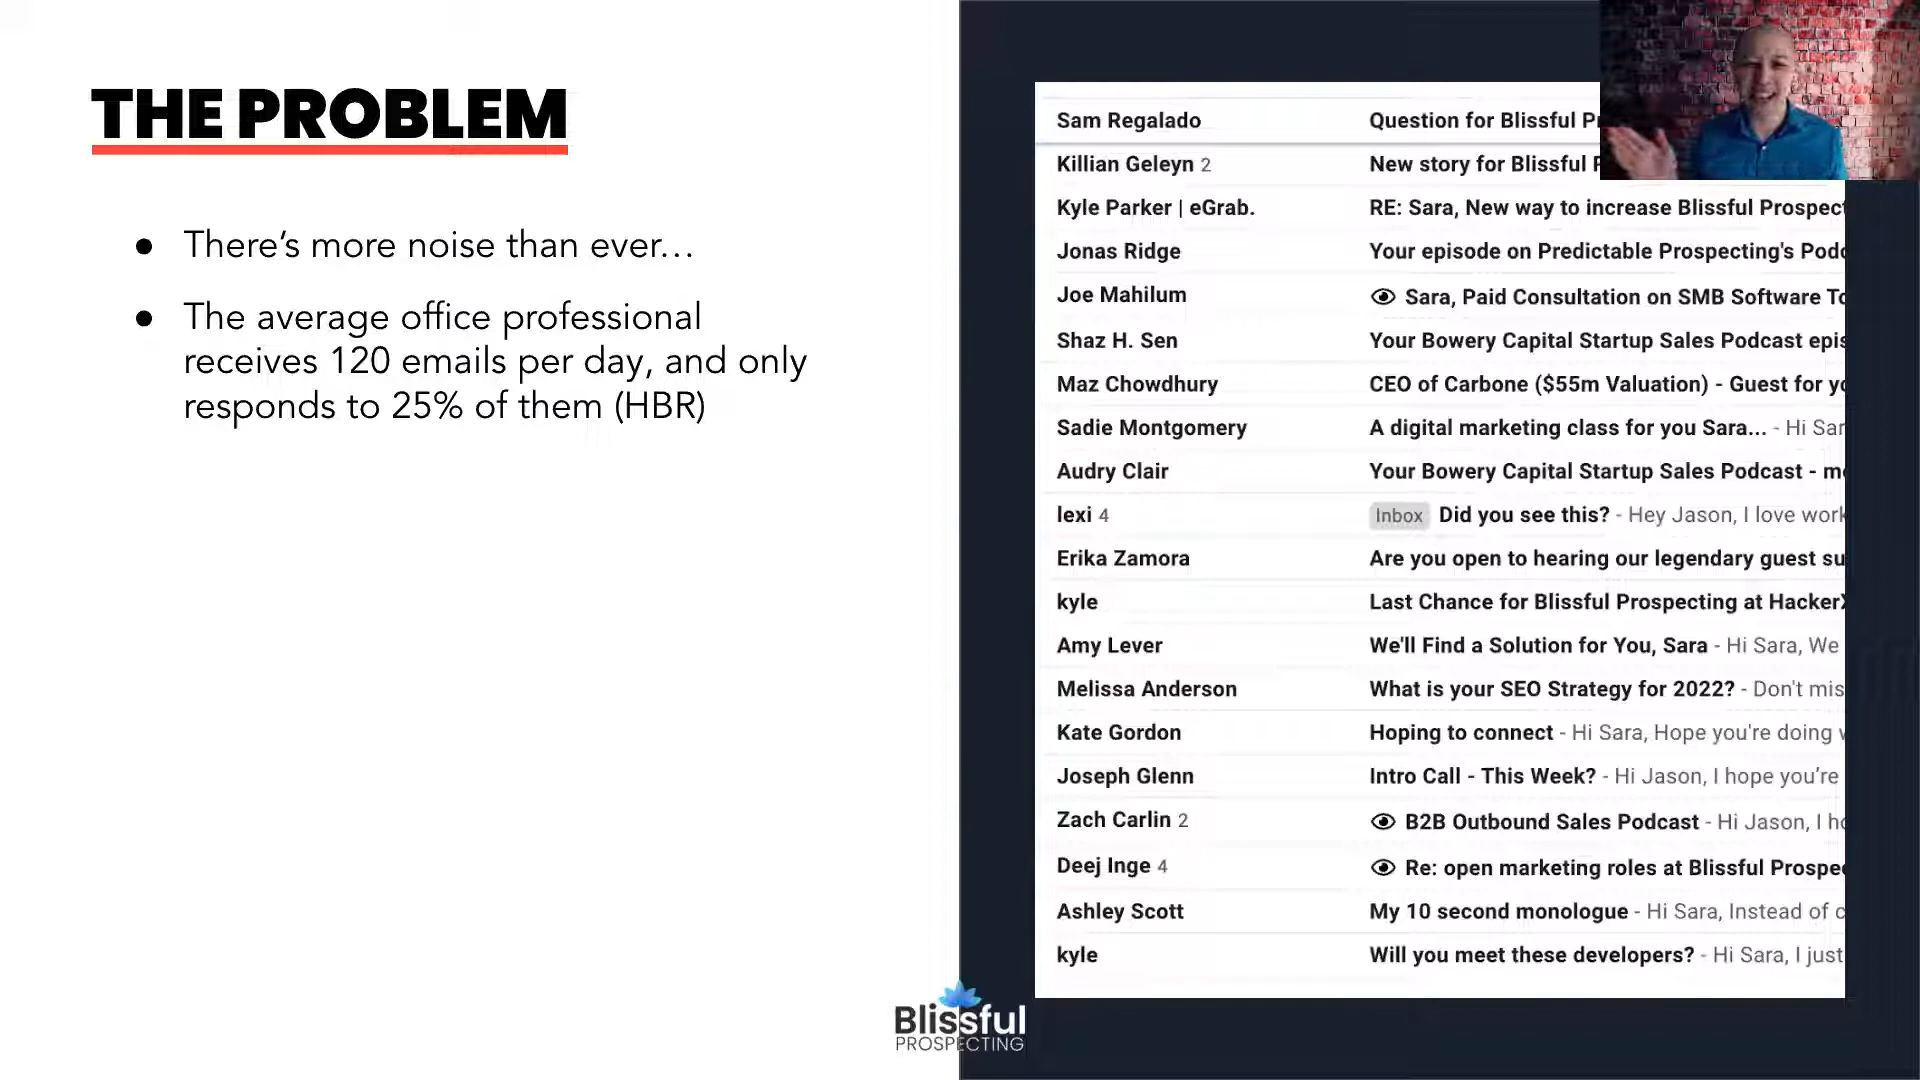 THE PROBLEM
● There’s more noise than ever...
● The average office professional
receives 120 emails per day, and only
responds to 25% of them (HBR)
Sam Regalado Question for Blissful
Killian Geleyn 2 New story for Blissful
Kyle Parker | eGrab. RE: Sara, New way to increase Blissful
Jonas Ridge Your episode on Predictable Prospecting's
Joe Mahilum Sara, Paid Consultation on SMB Software
Shaz H. Sen Your Bowery Capital Startup Sales Podcast
Maz Chowdhury CEO of Carbone ($55m Valuation) - Guest for
Sadie Montgomery A digital marketing class for you Sara... - Hi
Audry Clair Your Bowery Capital Startup Sales Podcast -
lexi 4 Inbox Did you see this? - Hey Jason, I love
Erika Zamora Are you open to hearing our legendary guest
kyle Last Chance for Blissful Prospecting at
Amy Lever We'll Find a Solution for You, Sara - Hi Sara, We
Melissa Anderson What is your SEO Strategy for 2022? - Don't
Kate Gordon Hoping to connect - Hi Sara, Hope you're doing
Joseph Glenn Intro Call - This Week? - Hi Jason, I hope you're
Zach Carlin 2 B2B Outbound Sales Podcast - Hi Jason, I
Deej Inge 4 Re: open marketing roles at Blissful
Ashley Scott My 10 second monologue - Hi Sara, Instead of
kyle Will you meet these developers? - Hi Sara, I just
Blissful
PROSPECTING